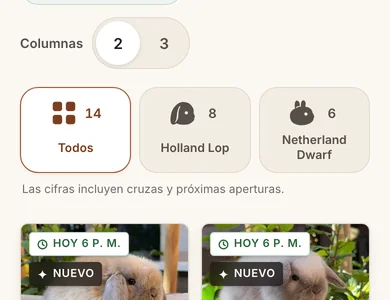 Columnas 2 3
14 8 6
Todos Holland Lop Netherland
Dwarf
Las cifras incluyen cruzas y próximas aperturas.
HOY 6 P. M. HOY 6 P. M.
NUEVO NUEVO